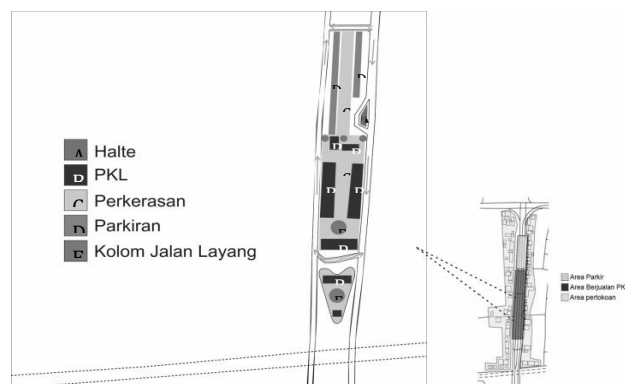 A Halte
B PKL
C Perkerasan
D Parkiran
E Kolom Jalan Layang
Area Parkir
Area Berjualan PK
Area pertokoan